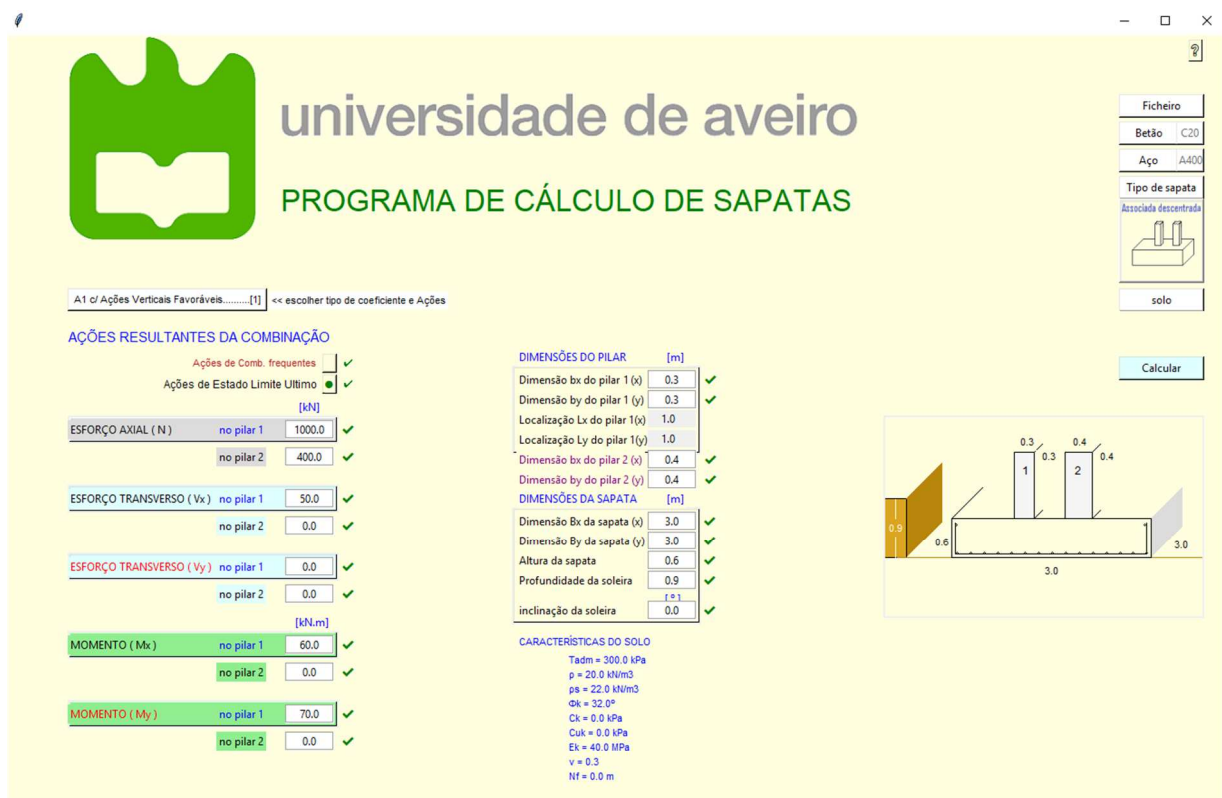 universidade de aveiro
PROGRAMA DE CÁLCULO DE SAPATAS
?
Ficheiro
Betão C20
Aço A400
Tipo de sapata
Associada descentrada
solo
Calcular
A1 c/ Ações Verticais Favoráveis..........[1] << escolher tipo de coeficiente e Ações
AÇÕES RESULTANTES DA COMBINAÇÃO
Ações de Comb. frequentes ✓
Ações de Estado Limite Ultimo ✓
[kN]
ESFORÇO AXIAL ( N ) no pilar 1 1000.0 ✓
no pilar 2 400.0 ✓
ESFORÇO TRANSVERSO ( Vx ) no pilar 1 50.0 ✓
no pilar 2 0.0 ✓
ESFORÇO TRANSVERSO ( Vy ) no pilar 1 0.0 ✓
no pilar 2 0.0 ✓
[kN.m]
MOMENTO ( Mx ) no pilar 1 60.0 ✓
no pilar 2 0.0 ✓
MOMENTO ( My ) no pilar 1 70.0 ✓
no pilar 2 0.0 ✓
DIMENSÕES DO PILAR [m]
Dimensão bx do pilar 1 (x) 0.3 ✓
Dimensão by do pilar 1 (y) 0.3 ✓
Localização Lx do pilar 1(x) 1.0
Localização Ly do pilar 1(y) 1.0
Dimensão bx do pilar 2 (x) 0.4 ✓
Dimensão by do pilar 2 (y) 0.4 ✓
DIMENSÕES DA SAPATA [m]
Dimensão Bx da sapata (x) 3.0 ✓
Dimensão By da sapata (y) 3.0 ✓
Altura da sapata 0.6 ✓
Profundidade da soleira 0.9 ✓
[ º ]
inclinação da soleira 0.0 ✓
CARACTERÍSTICAS DO SOLO
Tadm = 300.0 kPa
ρ = 20.0 kN/m3
ρs = 22.0 kN/m3
Φk = 32.0º
Ck = 0.0 kPa
Cuk = 0.0 kPa
Ek = 40.0 MPa
v = 0.3
Nf = 0.0 m
0.3 0.4
0.3 0.4
1 2
0.9
0.6
3.0
3.0